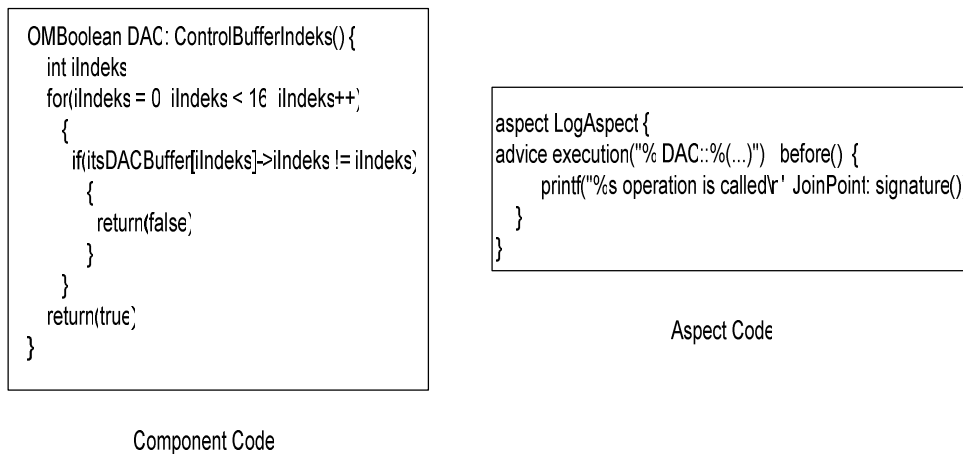 OMBoolean DAC: ControlBufferIndeks() {
int iIndeks
for(iIndeks = 0 iIndeks < 16 iIndeks++)
{
if(itsDACBuffer[iIndeks]->iIndeks != iIndeks)
{
return(false)
}
}
return(true)
}
Component Code
aspect LogAspect {
advice execution("% DAC::%(...)") before() {
printf("%s operation is called\r ' JoinPoint: signature()
}
}
Aspect Code